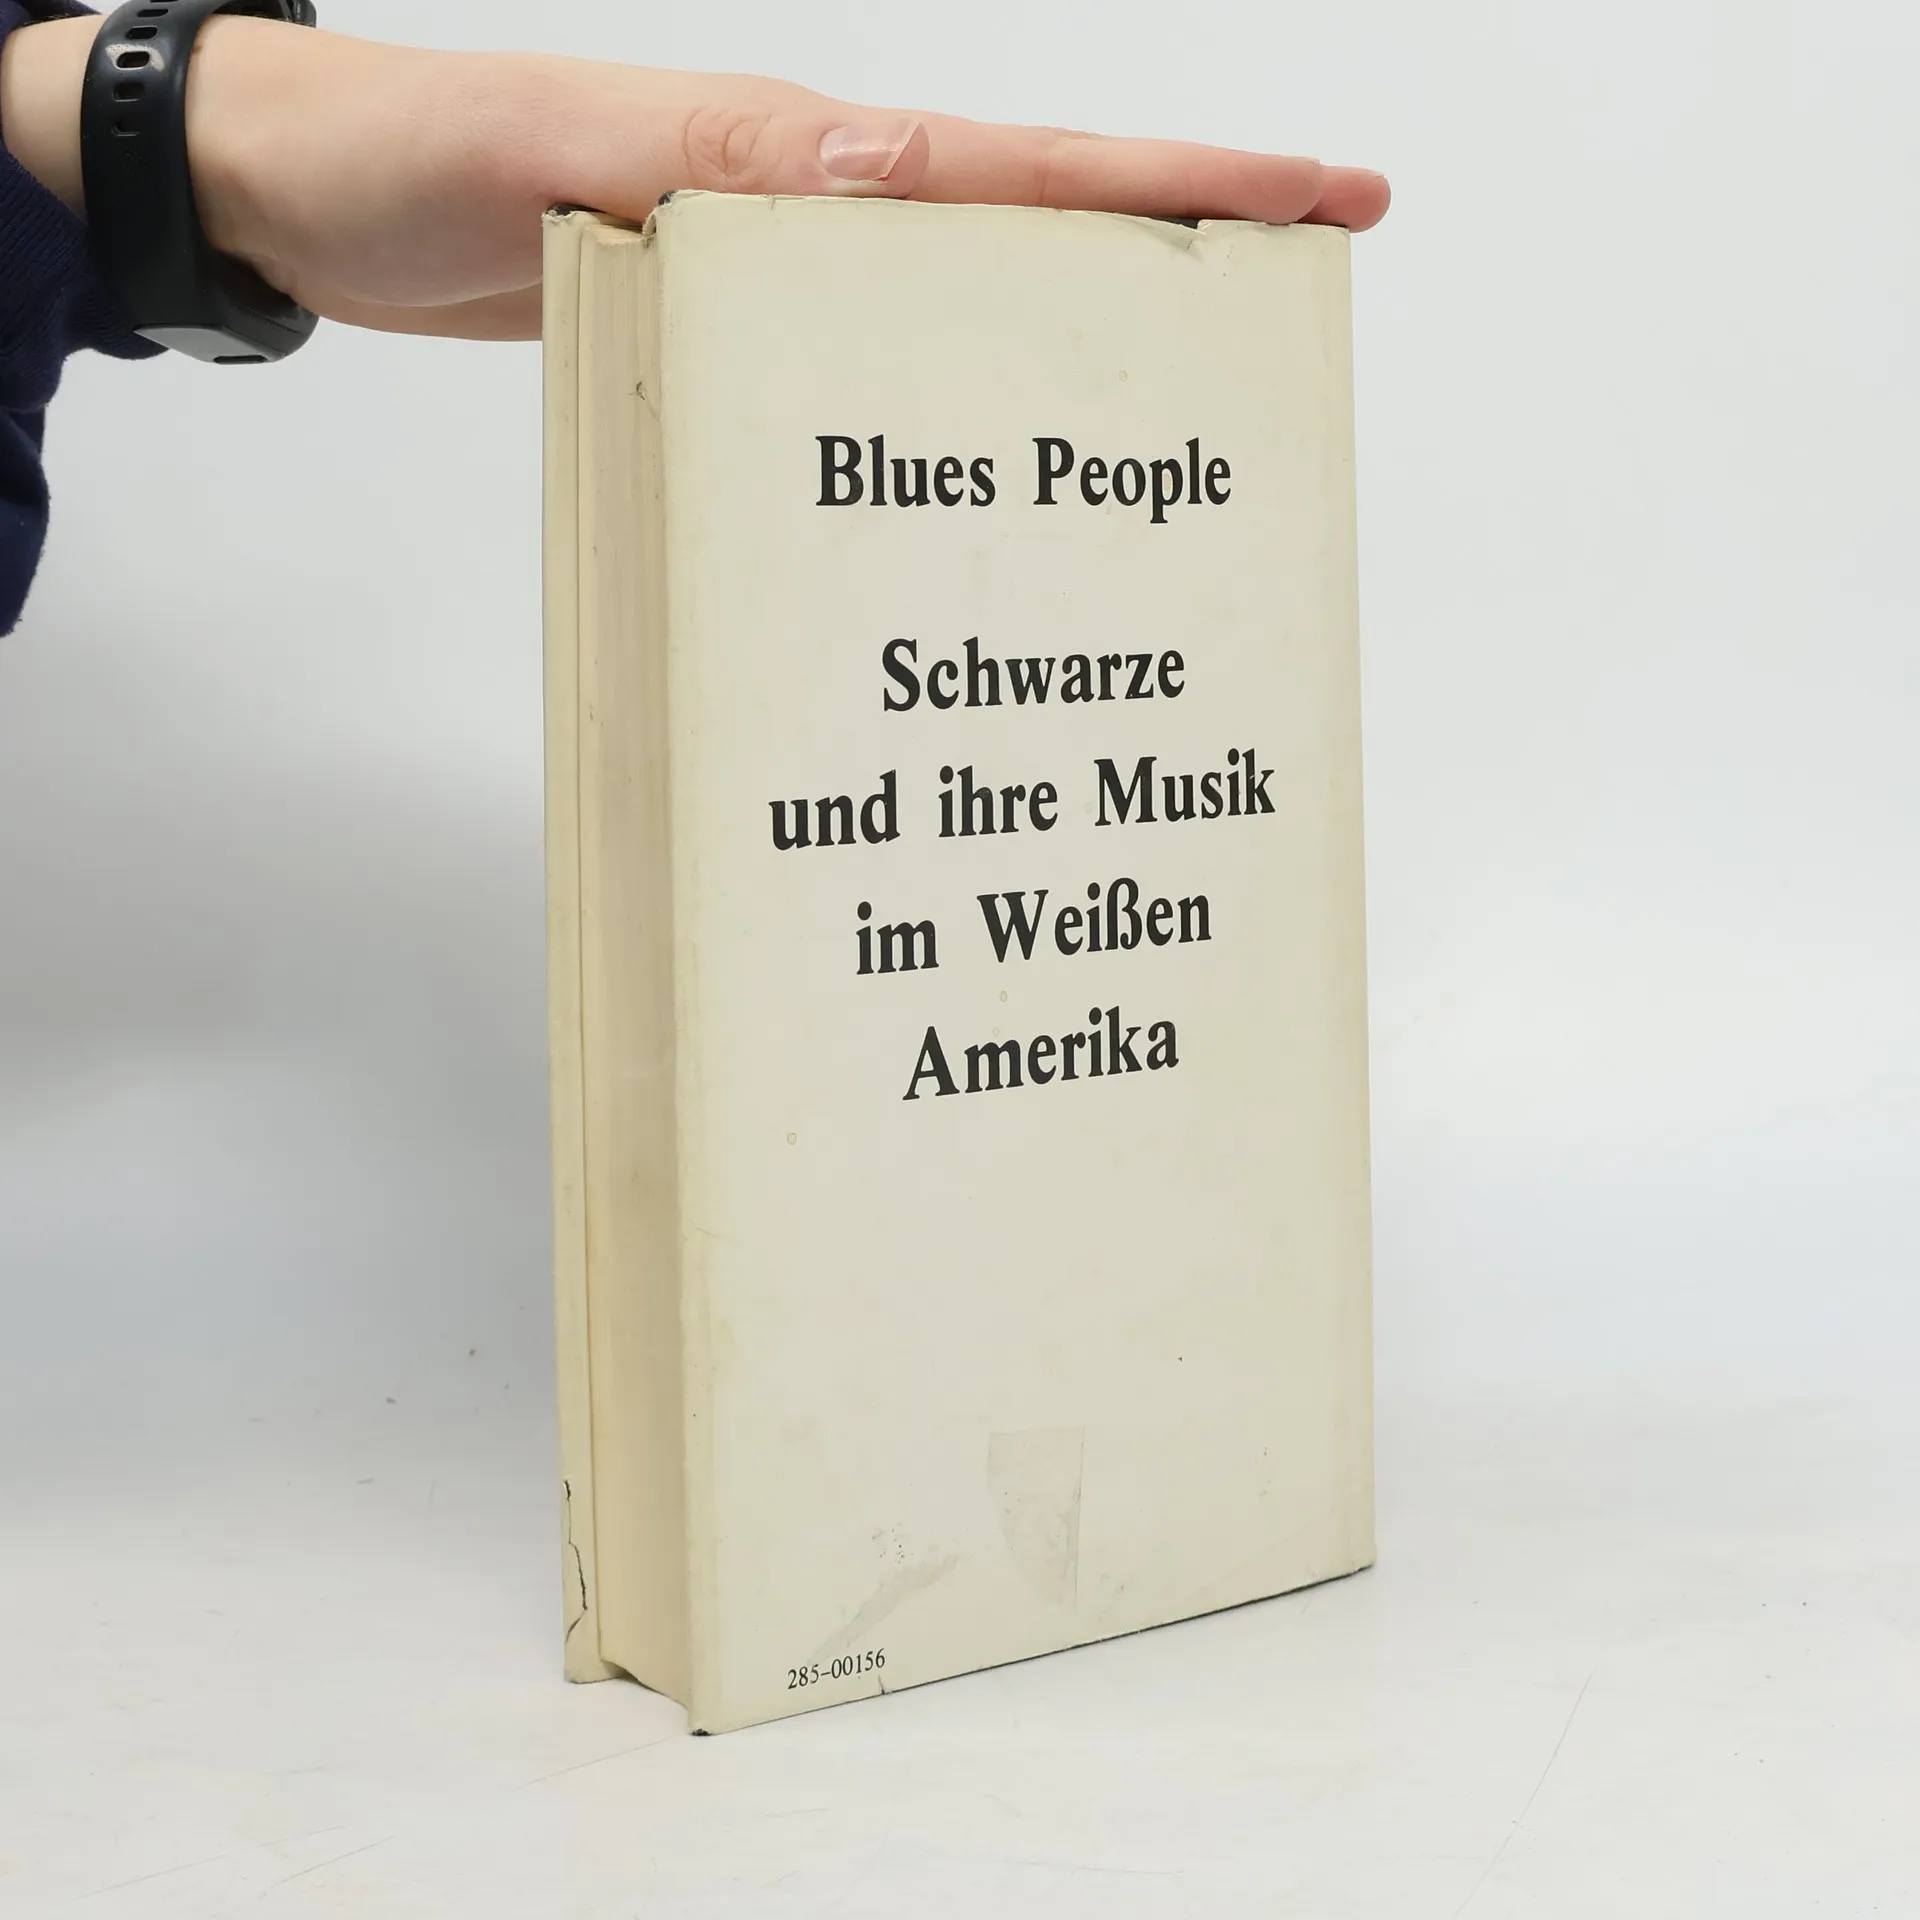 Blues People
Schwarze
und ihre Musik
im Weißen
Amerika
285-00156